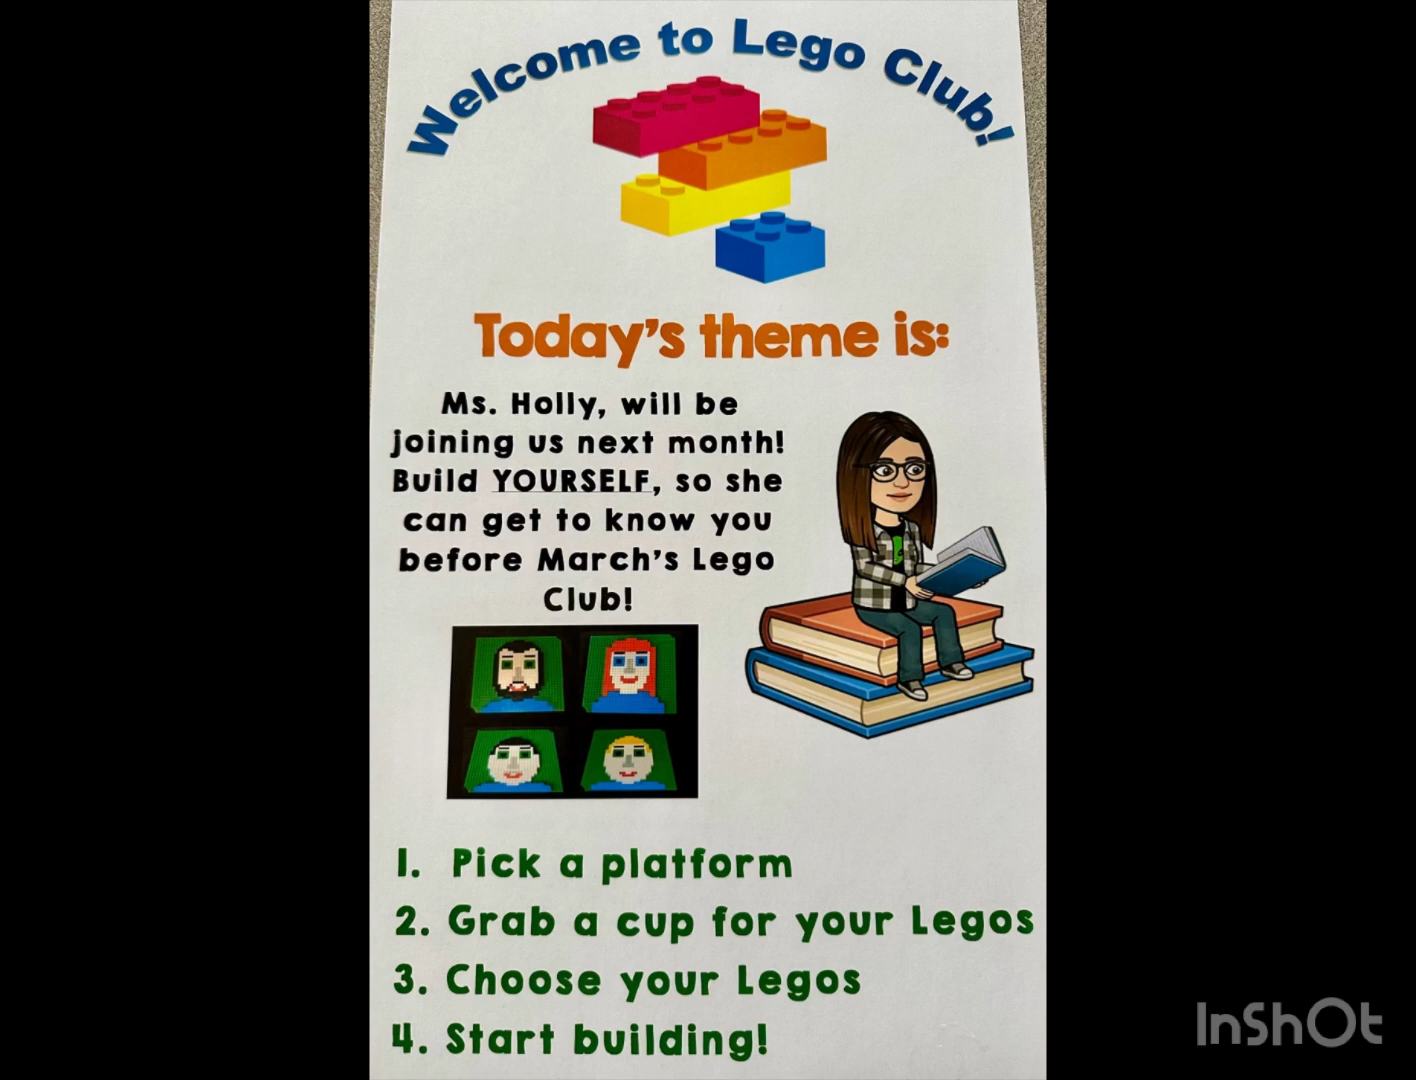 Welcome to Lego Club!
Today's theme is:
Ms. Holly, will be
joining us next month!
Build YOURSELF, so she
can get to know you
before March's Lego
Club!
1. Pick a platform
2. Grab a cup for your Legos
3. Choose your Legos
4. Start building!
InShOt